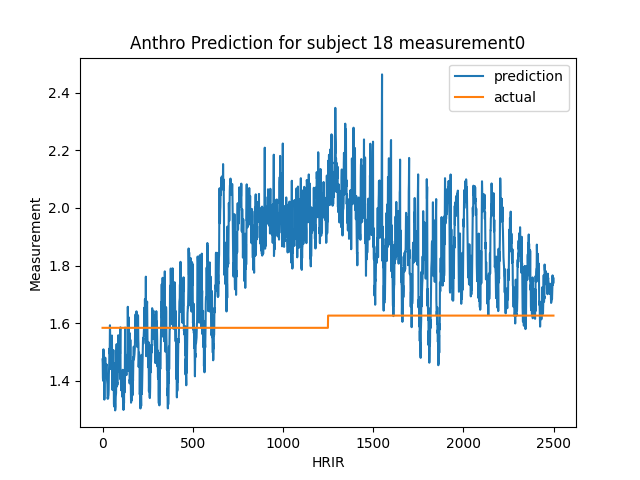 Anthro Prediction for subject 18 measurement0
prediction
actual
Measurement
2.4
2.2
2.0
1.8
1.6
1.4
0
500
1000
1500
2000
2500
HRIR